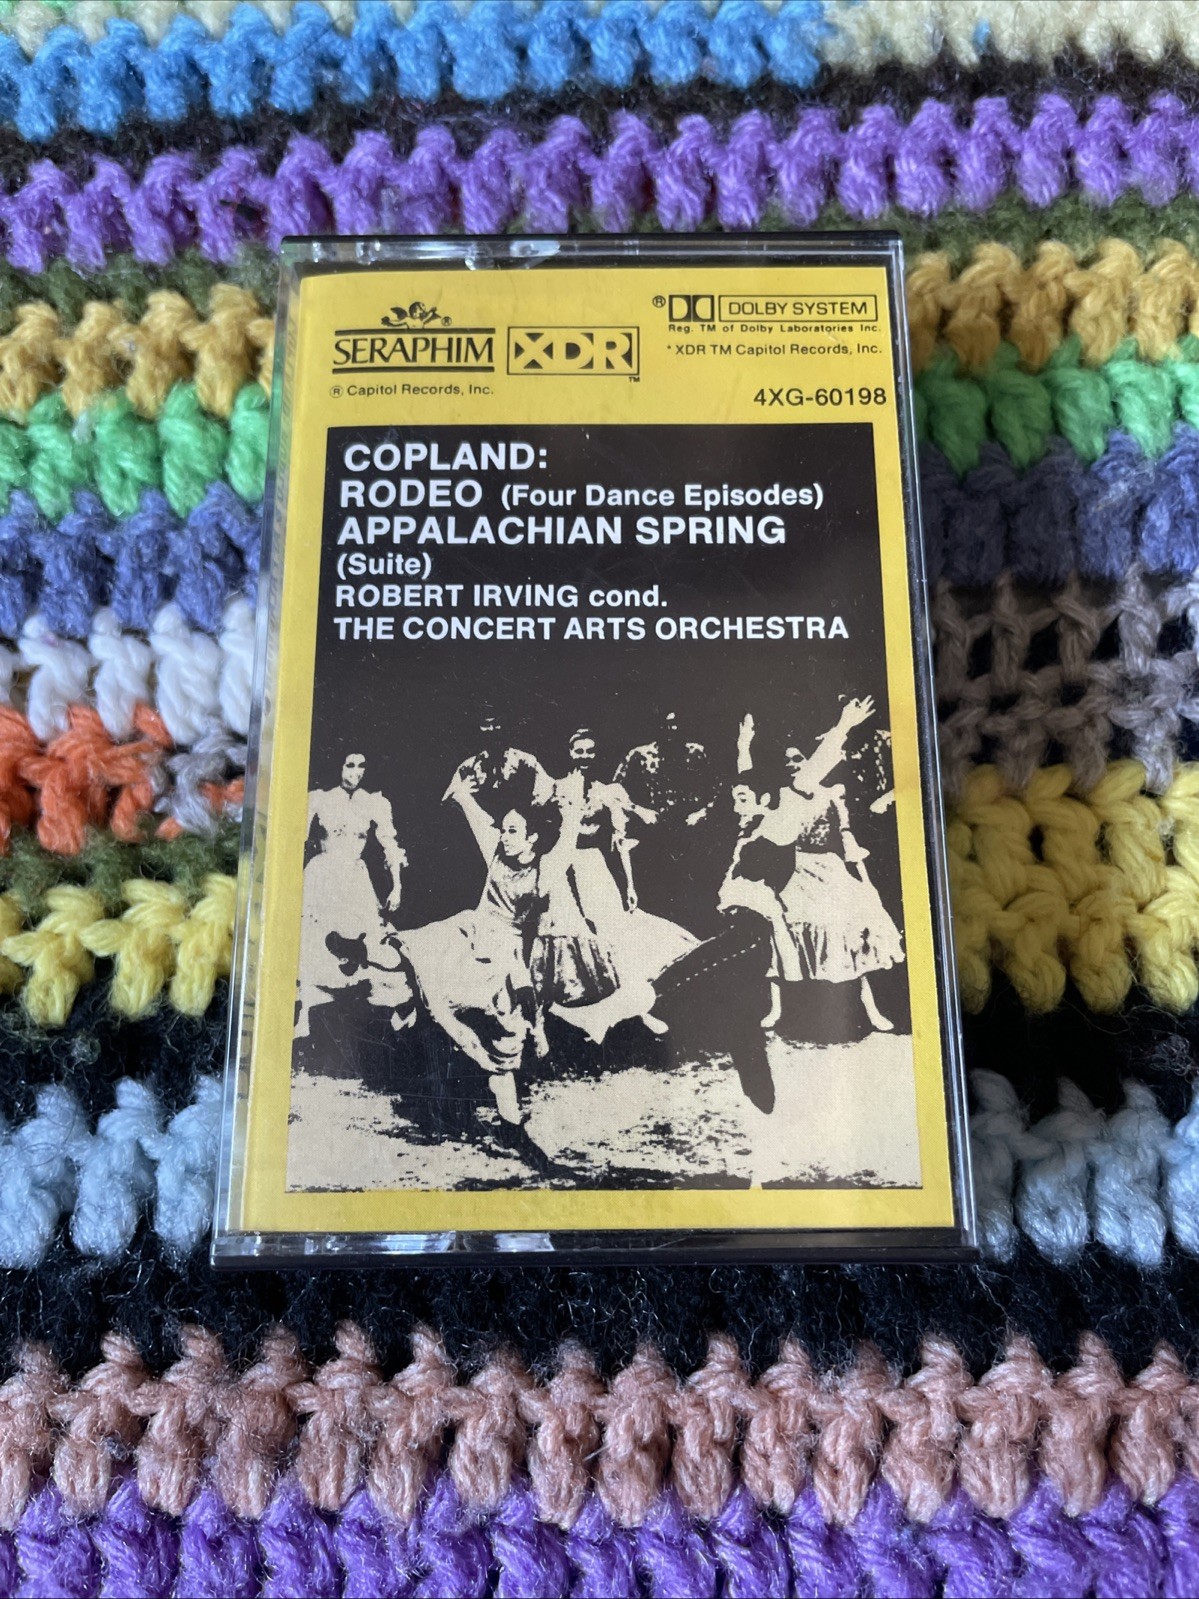 SERAPHIM
®
XDR
TM
® Capitol Records, Inc.
® DOLBY SYSTEM
Reg. TM of Dolby Laboratories Inc.
* XDR TM Capitol Records, Inc.
4XG-60198
COPLAND:
RODEO (Four Dance Episodes)
APPALACHIAN SPRING
(Suite)
ROBERT IRVING cond.
THE CONCERT ARTS ORCHESTRA